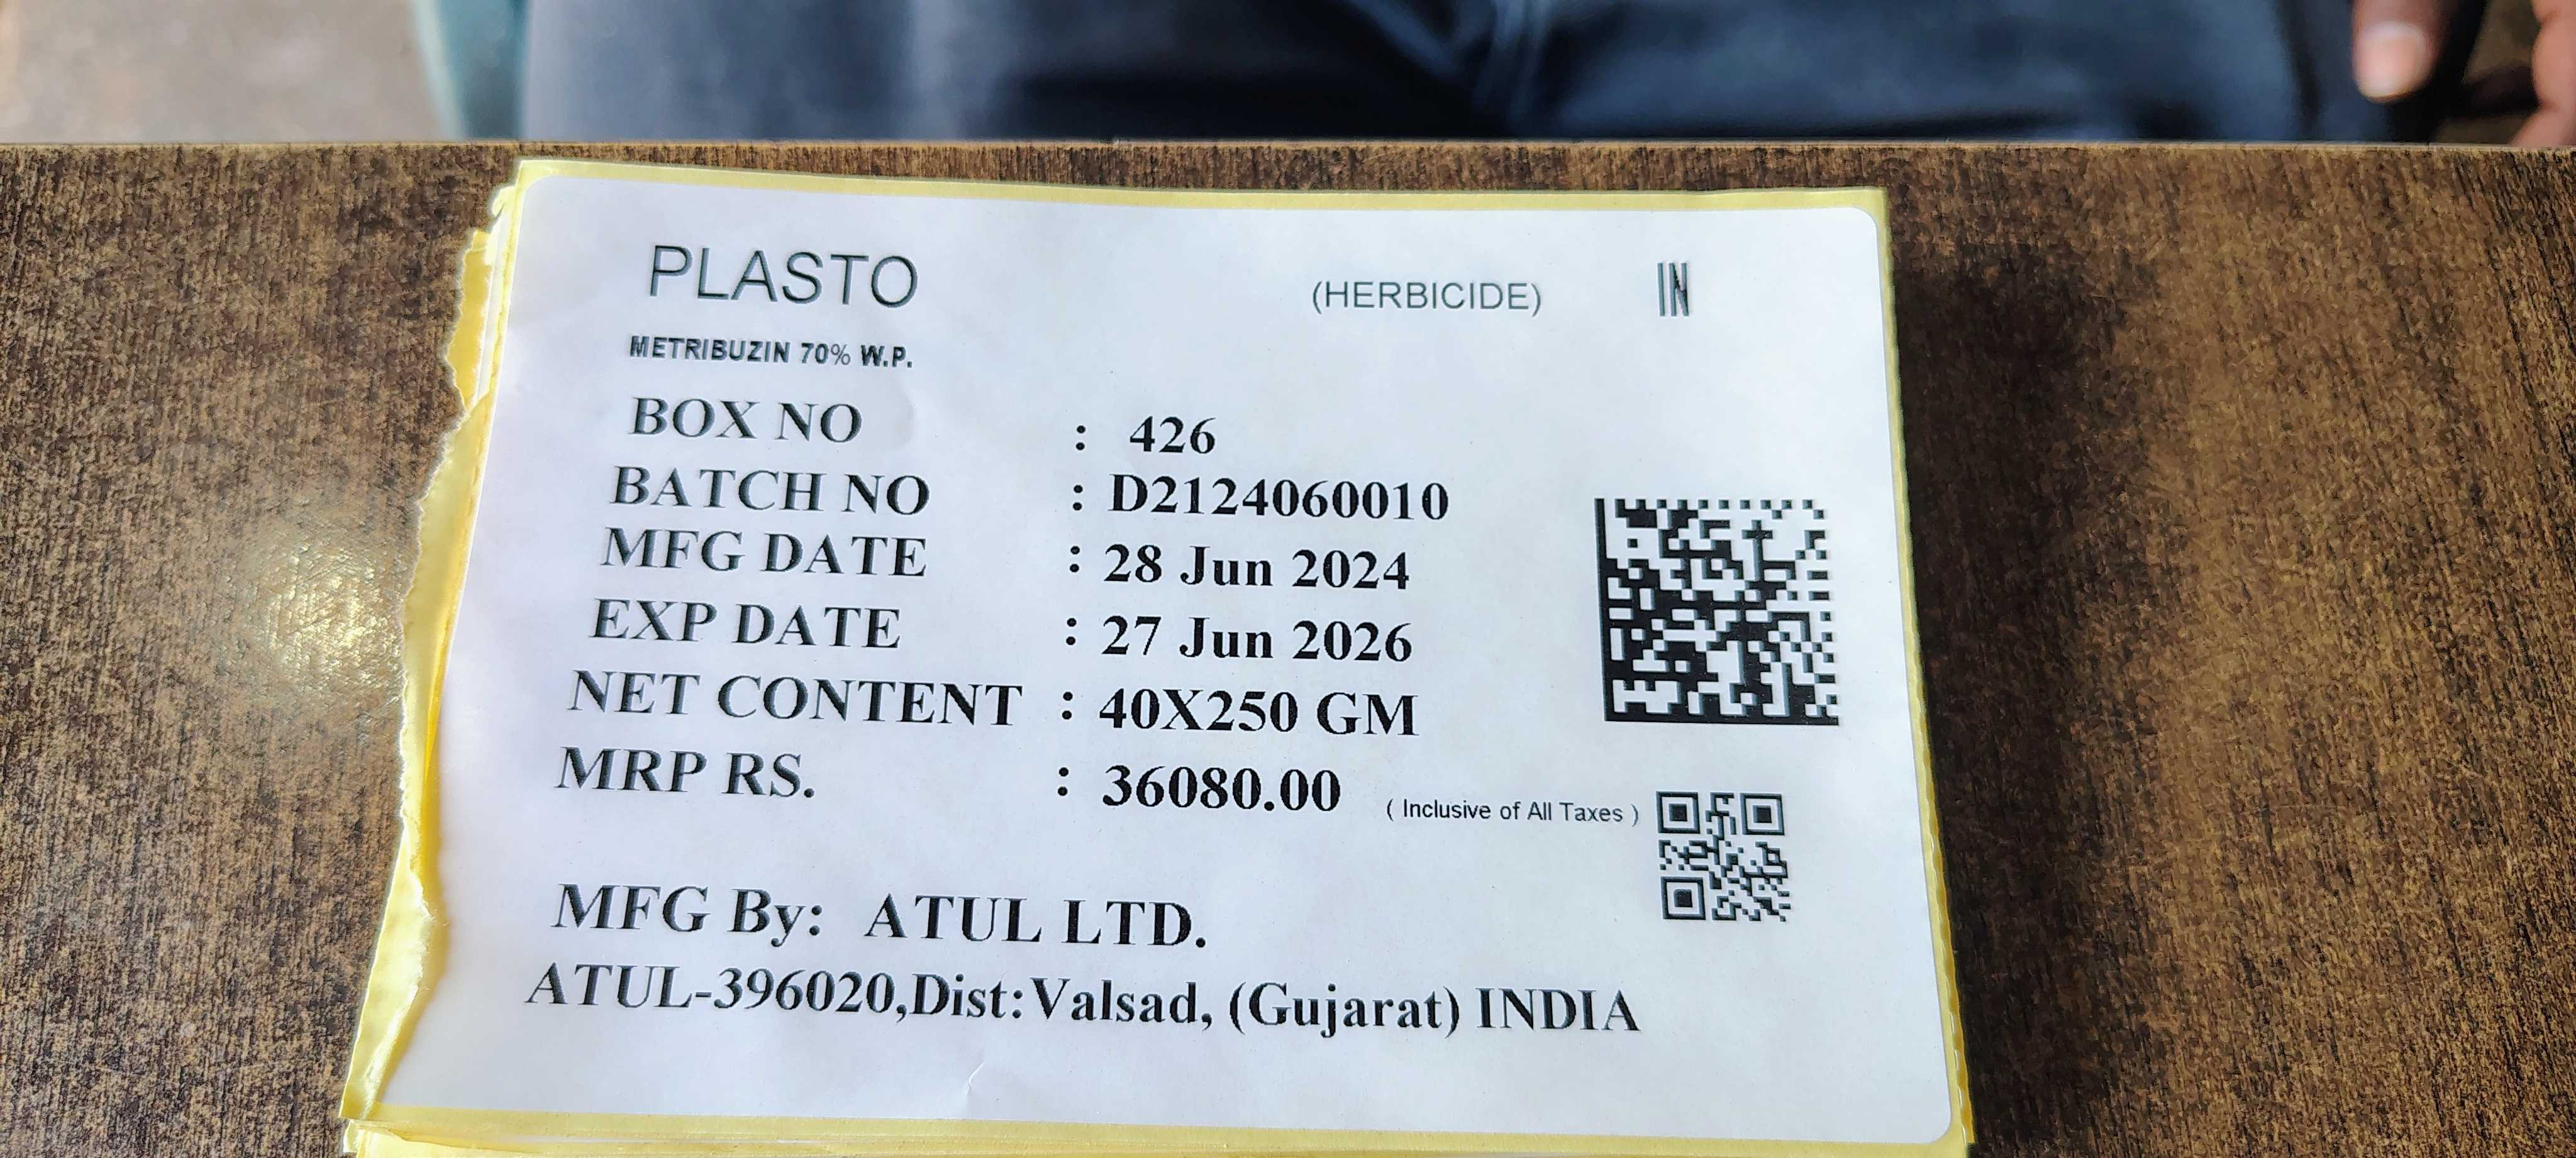 PLASTO (HERBICIDE) IN
METRIBUZIN 70% W.P.
BOX NO : 426
BATCH NO : D2124060010
MFG DATE : 28 Jun 2024
EXP DATE : 27 Jun 2026
NET CONTENT : 40X250 GM
MRP RS. : 36080.00 ( Inclusive of All Taxes )
MFG By: ATUL LTD.
ATUL-396020,Dist:Valsad, (Gujarat) INDIA